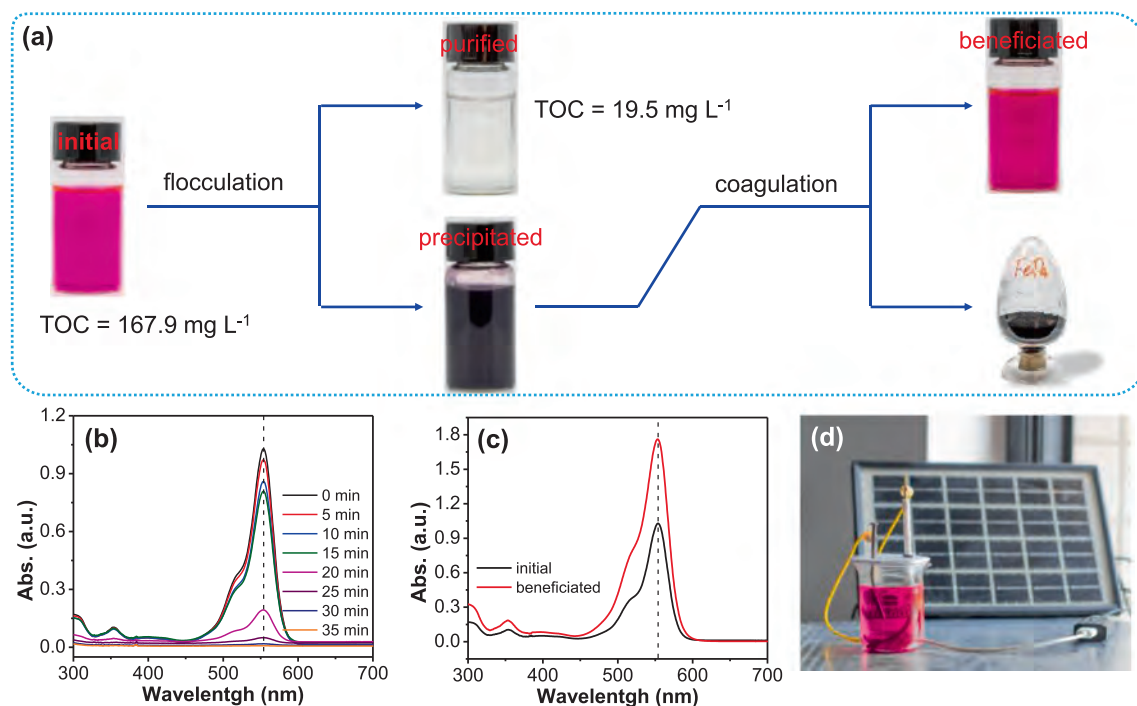 (a)
initial
TOC = 167.9 mg L-1
flocculation
purified
TOC = 19.5 mg L-1
precipitated
coagulation
beneficiated
Fe3O4
(b)
1.2
0.9
0.6
0.3
0.0
Abs. (a.u.)
0 min
5 min
10 min
15 min
20 min
25 min
30 min
35 min
300 400 500 600 700
Wavelentgh (nm)
(c)
1.8
1.5
1.2
0.9
0.6
0.3
0.0
Abs. (a.u.)
initial
beneficiated
300 400 500 600 700
Wavelentgh (nm)
(d)